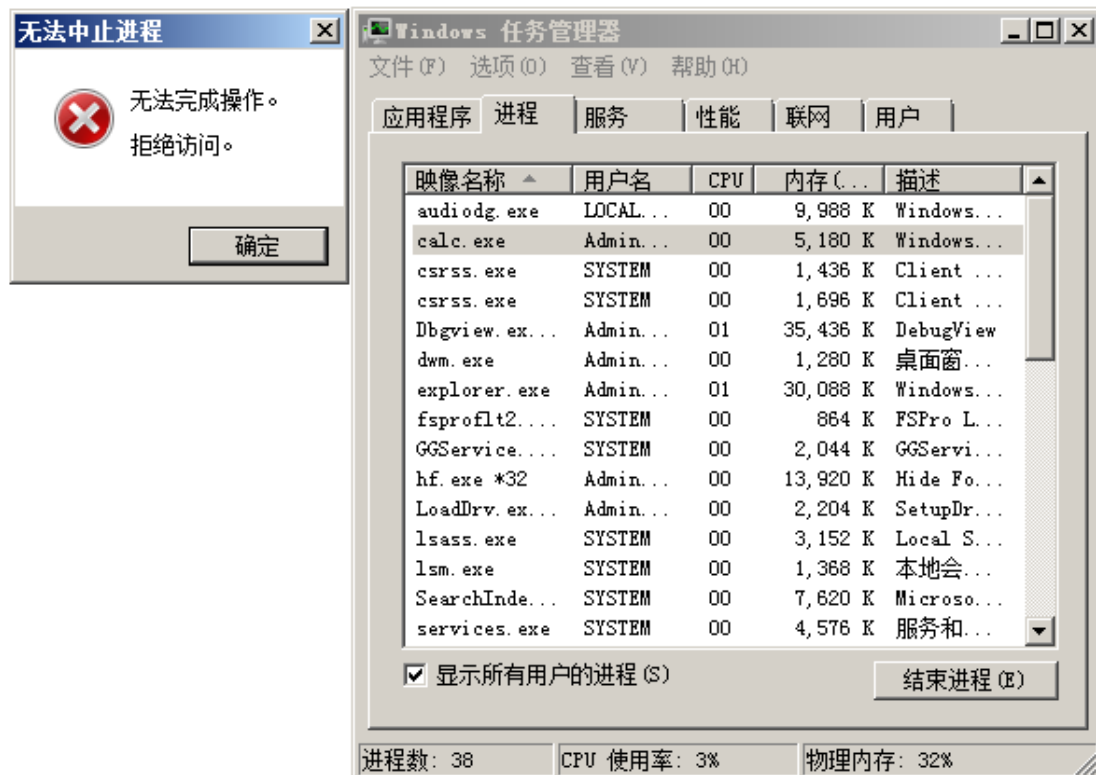 无法中止进程
无法完成操作。
拒绝访问。
确定
Windows 任务管理器
文件(F) 选项(O) 查看(V) 帮助(H)
应用程序 进程 服务 性能 联网 用户
映像名称 用户名 CPU 内存(... 描述
audiodg.exe LOCAL... 00 9,988 K Windows...
calc.exe Admin... 00 5,180 K Windows...
csrss.exe SYSTEM 00 1,436 K Client ...
csrss.exe SYSTEM 00 1,696 K Client ...
Dbgview.ex... Admin... 01 35,436 K DebugView
dwm.exe Admin... 00 1,280 K 桌面窗...
explorer.exe Admin... 01 30,088 K Windows...
fsproflt2.... SYSTEM 00 864 K FSPro L...
GGService.... SYSTEM 00 2,044 K GGServi...
hf.exe *32 Admin... 00 13,920 K Hide Fo...
LoadDrv.ex... Admin... 00 2,204 K SetupDr...
lsass.exe SYSTEM 00 3,152 K Local S...
lsm.exe SYSTEM 00 1,368 K 本地会...
SearchInde... SYSTEM 00 7,620 K Microso...
services.exe SYSTEM 00 4,576 K 服务和...
显示所有用户的进程(S)
结束进程(E)
进程数: 38 CPU 使用率: 3% 物理内存: 32%